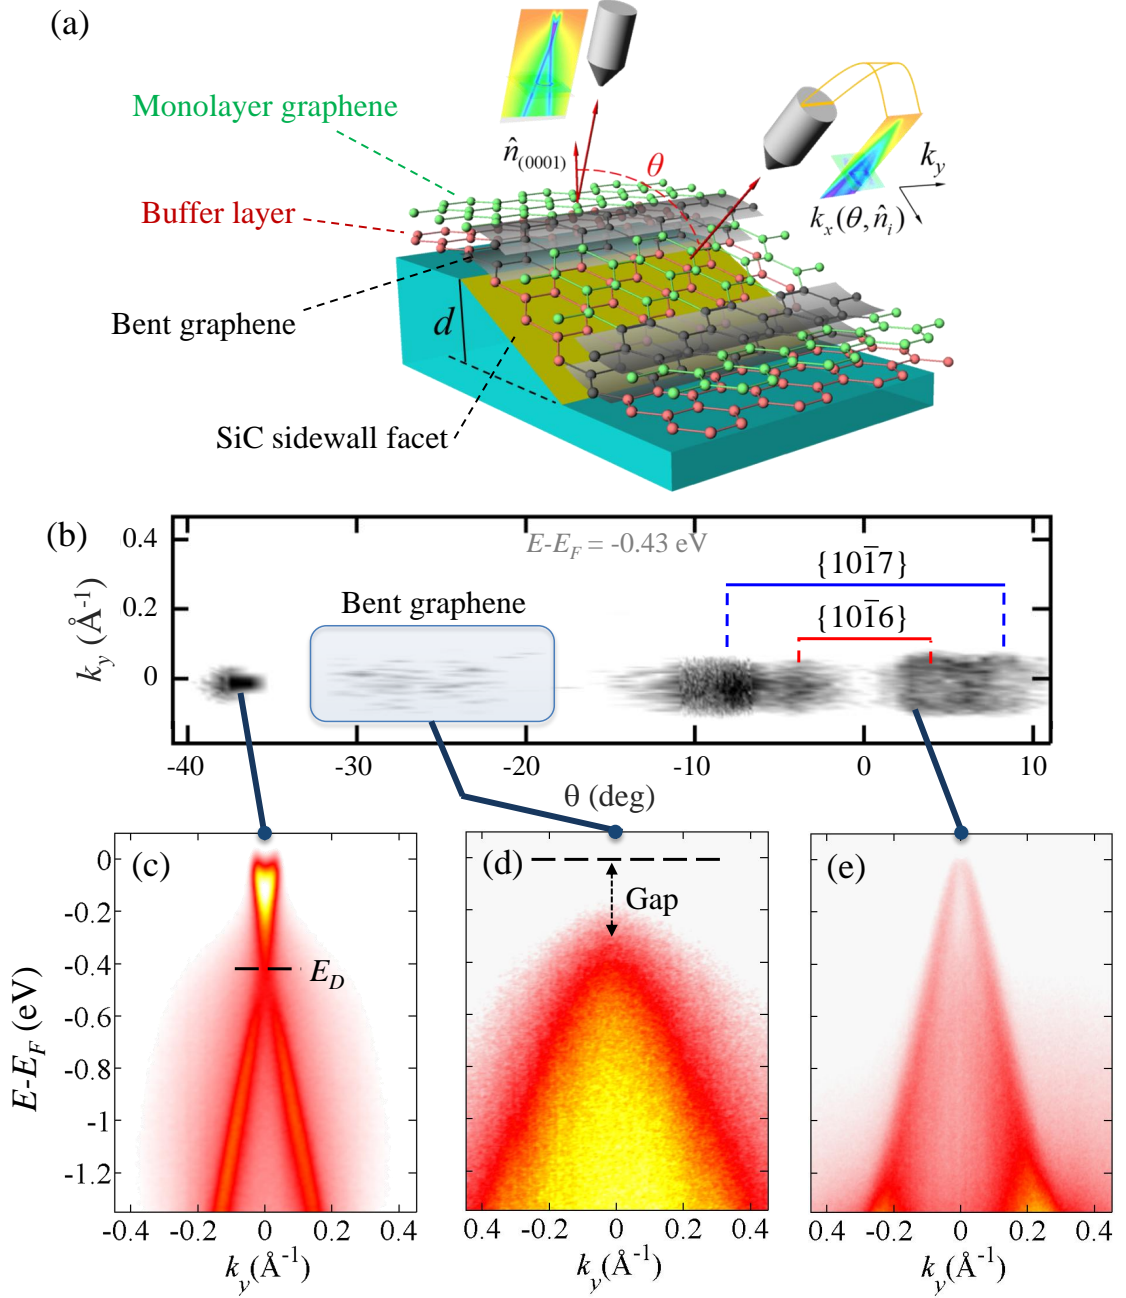 (a)
Monolayer graphene
Buffer layer
Bent graphene
SiC sidewall facet
d
n̂(0001)
θ
k_y
k_x(θ,n̂_i)
(b)
E-E_F = -0.43 eV
{101̅7}
{101̅6}
Bent graphene
k_y (Å⁻¹)
0.4
0.2
0
-40
-30
-20
-10
0
10
θ (deg)
(c)
E_D
E-E_F (eV)
0
-0.2
-0.4
-0.6
-0.8
-1
-1.2
-0.4 -0.2 0 0.2 0.4
k_y(Å⁻¹)
(d)
Gap
0.4 -0.2 0 0.2 0.4
k_y(Å⁻¹)
(e)
-0.4 -0.2 0 0.2 0.4
k_y(Å⁻¹)